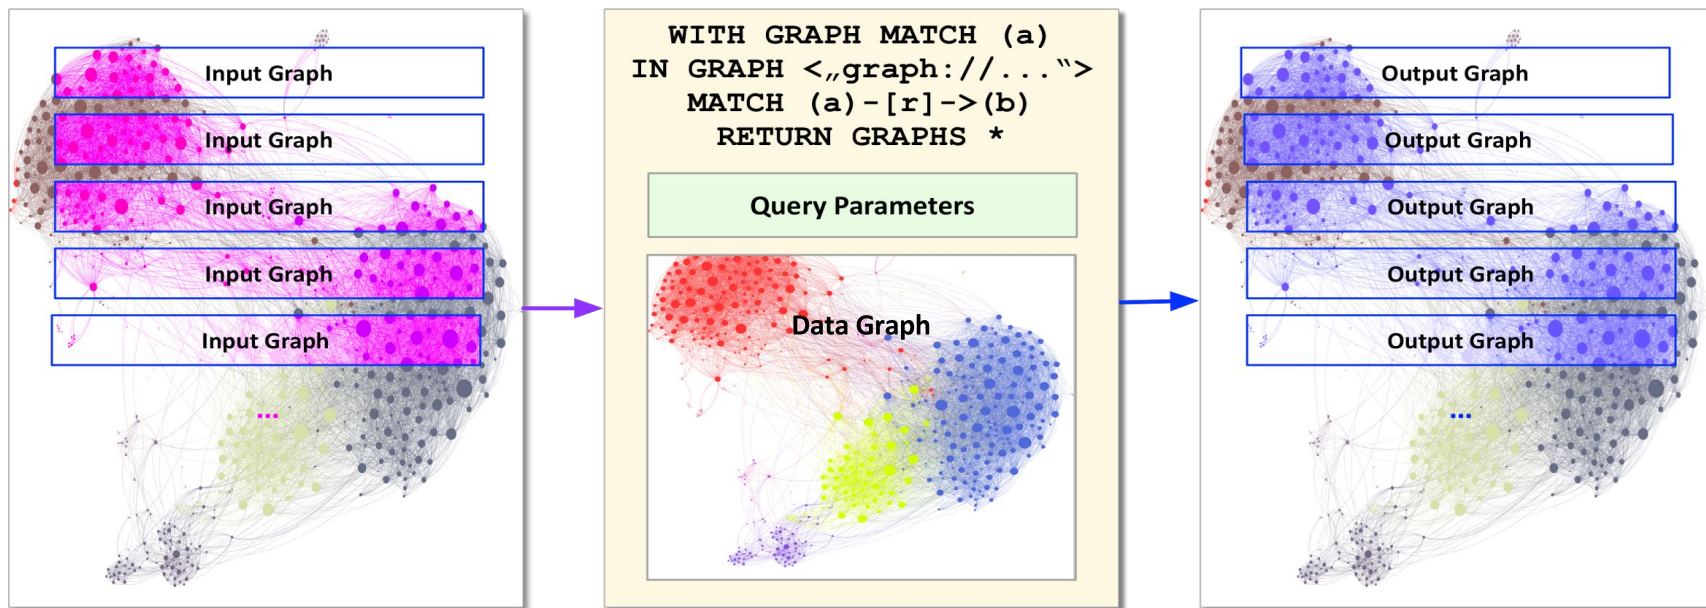 Input Graph
Input Graph
Input Graph
Input Graph
Input Graph
...
WITH GRAPH MATCH (a)
IN GRAPH <„graph://...“>
MATCH (a)-[r]->(b)
RETURN GRAPHS *
Query Parameters
Data Graph
Output Graph
Output Graph
Output Graph
Output Graph
Output Graph
...